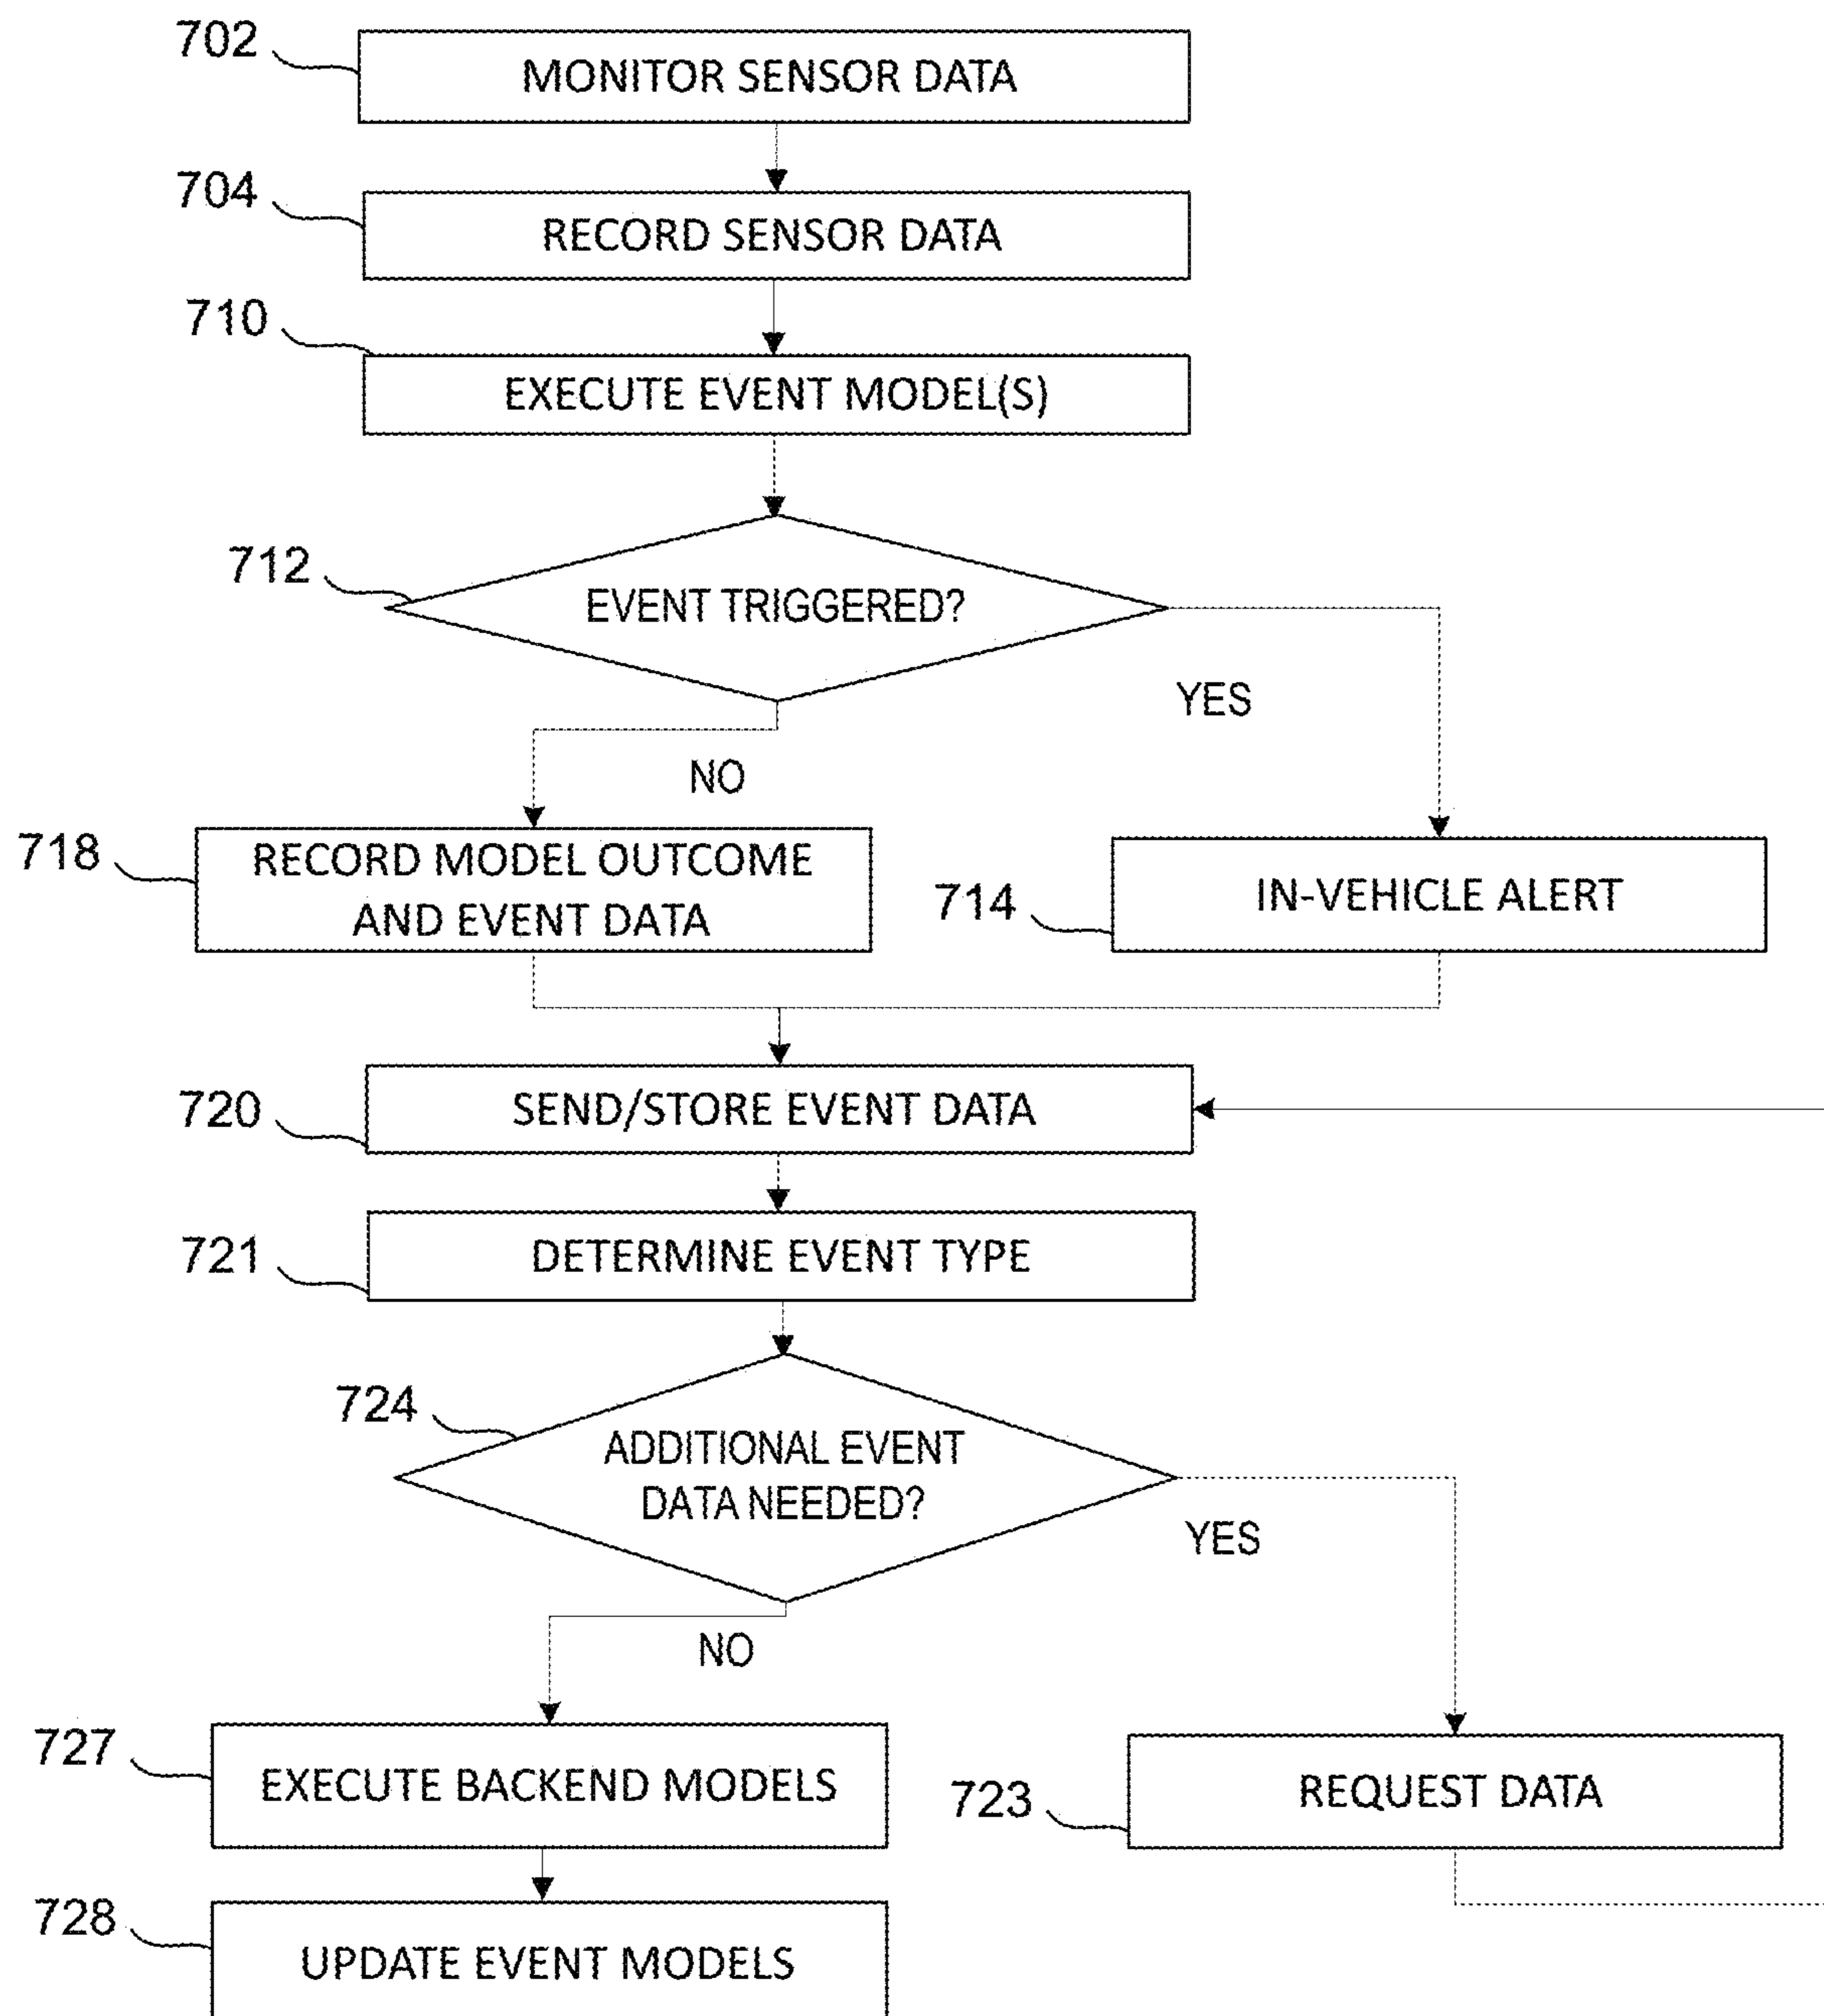 702
MONITOR SENSOR DATA
704
RECORD SENSOR DATA
710
EXECUTE EVENT MODEL(S)
712
EVENT TRIGGERED?
YES
NO
718
RECORD MODEL OUTCOME
AND EVENT DATA
714
IN-VEHICLE ALERT
720
SEND/STORE EVENT DATA
721
DETERMINE EVENT TYPE
724
ADDITIONAL EVENT
DATA NEEDED?
YES
NO
727
EXECUTE BACKEND MODELS
723
REQUEST DATA
728
UPDATE EVENT MODELS